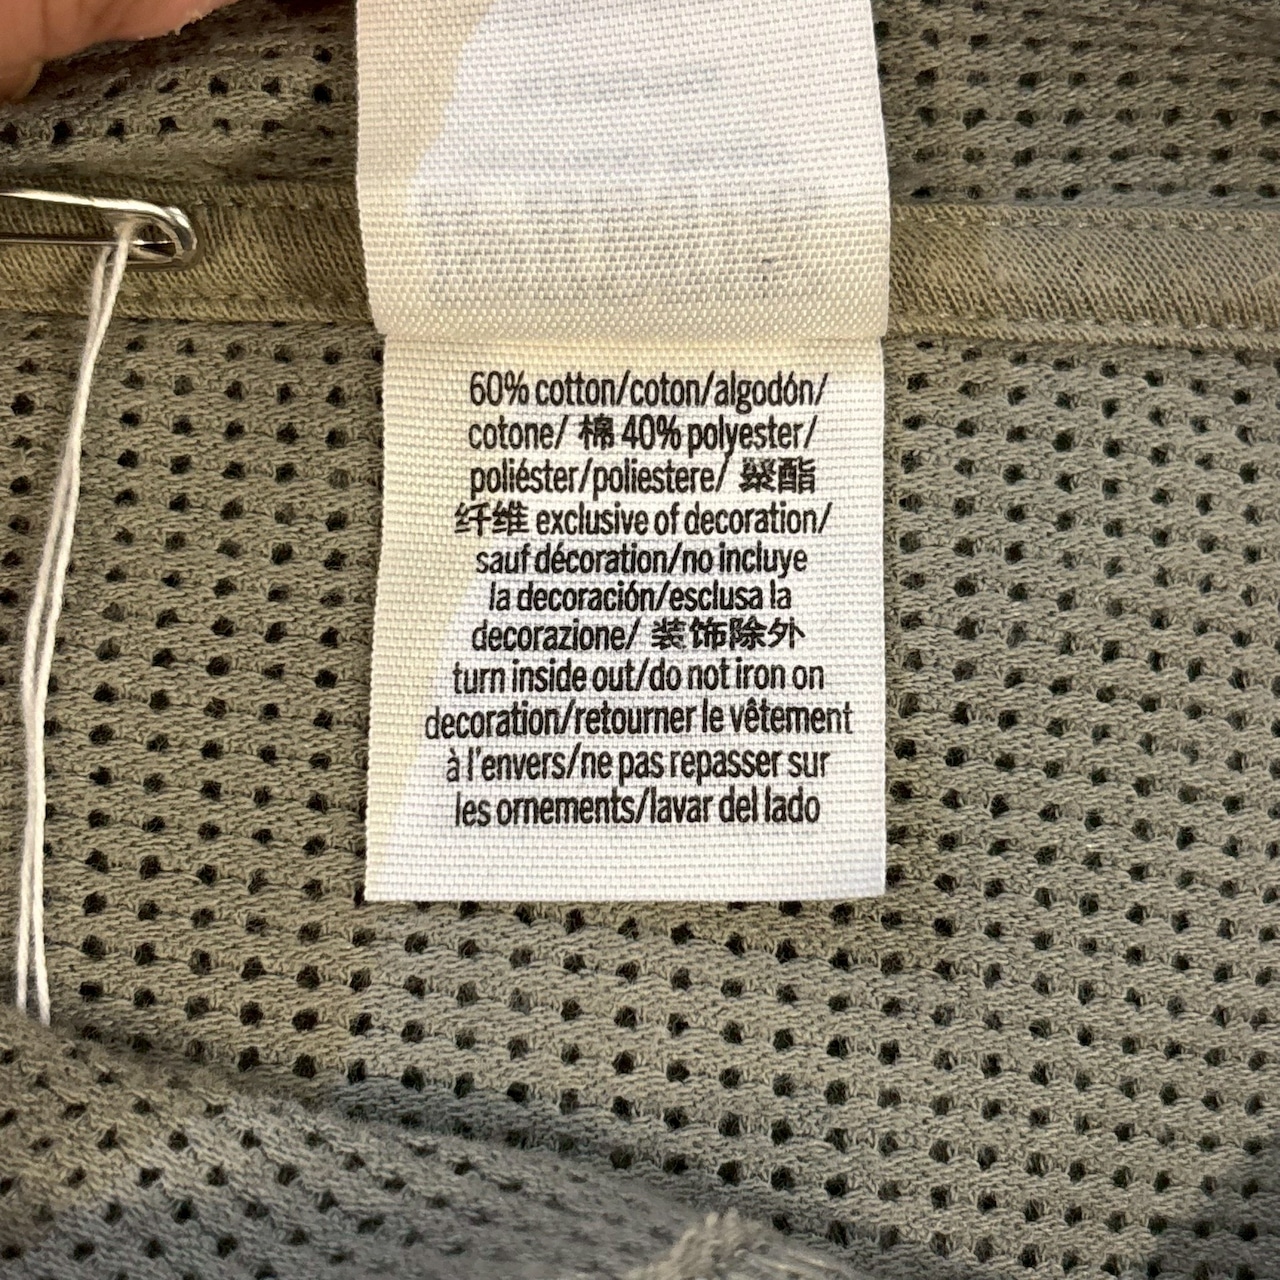 60% cotton/coton/algodón/
cotone/ 棉 40% polyester/
poliéster/poliestere/ 聚酯
纤维 exclusive of decoration/
sauf décoration/no incluye
la decoración/esclusa la
decorazione/ 装饰除外
turn inside out/do not iron on
decoration/retourner le vêtement
à l'envers/ne pas repasser sur
les ornements/lavar del lado